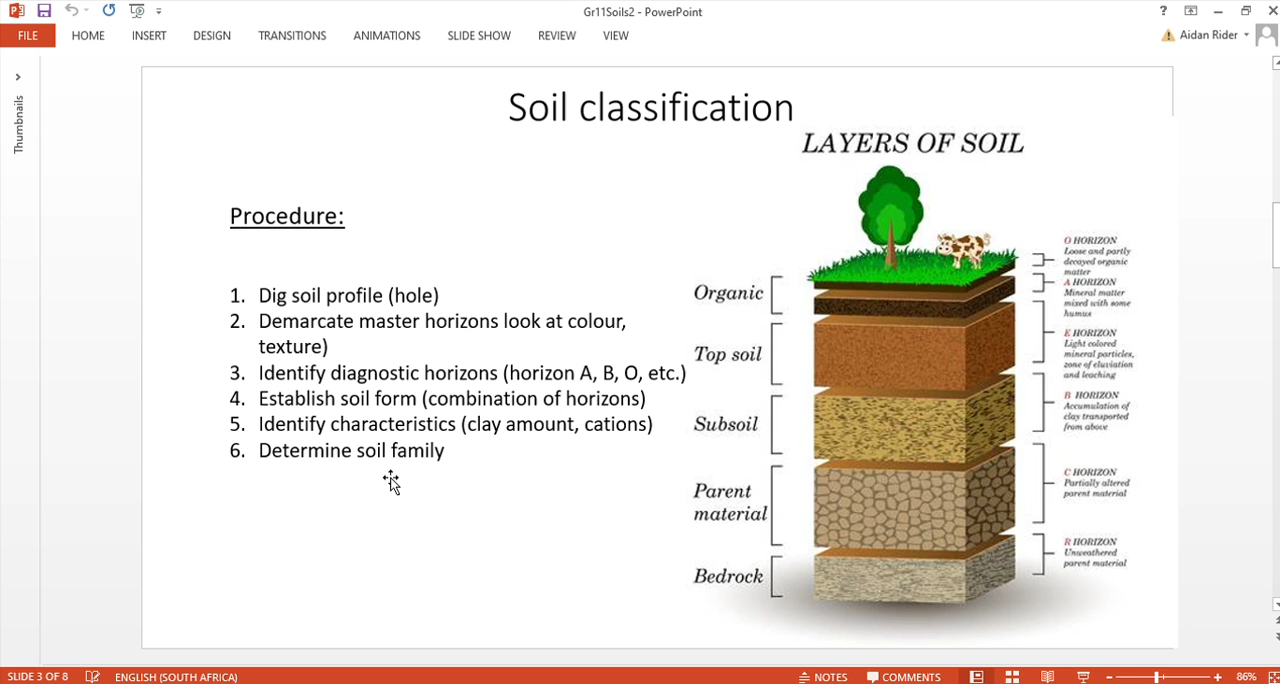 Gr11Soils2 - PowerPoint
?
FILE HOME INSERT DESIGN TRANSITIONS ANIMATIONS SLIDE SHOW REVIEW VIEW
Aidan Rider
Thumbnails
Soil classification
LAYERS OF SOIL
Procedure:
1. Dig soil profile (hole)
2. Demarcate master horizons look at colour,
texture)
3. Identify diagnostic horizons (horizon A, B, O, etc.)
4. Establish soil form (combination of horizons)
5. Identify characteristics (clay amount, cations)
6. Determine soil family
Organic
Top soil
Subsoil
Parent
material
Bedrock
O HORIZON
Loose and partly
decayed organic
matter
A HORIZON
Mineral matter
mixed with some
humus
E HORIZON
Light colored
mineral particles,
zone of eluviation
and leaching
B HORIZON
Accumulation of
clay transported
from above
C HORIZON
Partially altered
parent material
R HORIZON
Unweathered
parent material
SLIDE 3 OF 8 ENGLISH (SOUTH AFRICA) NOTES COMMENTS 86%